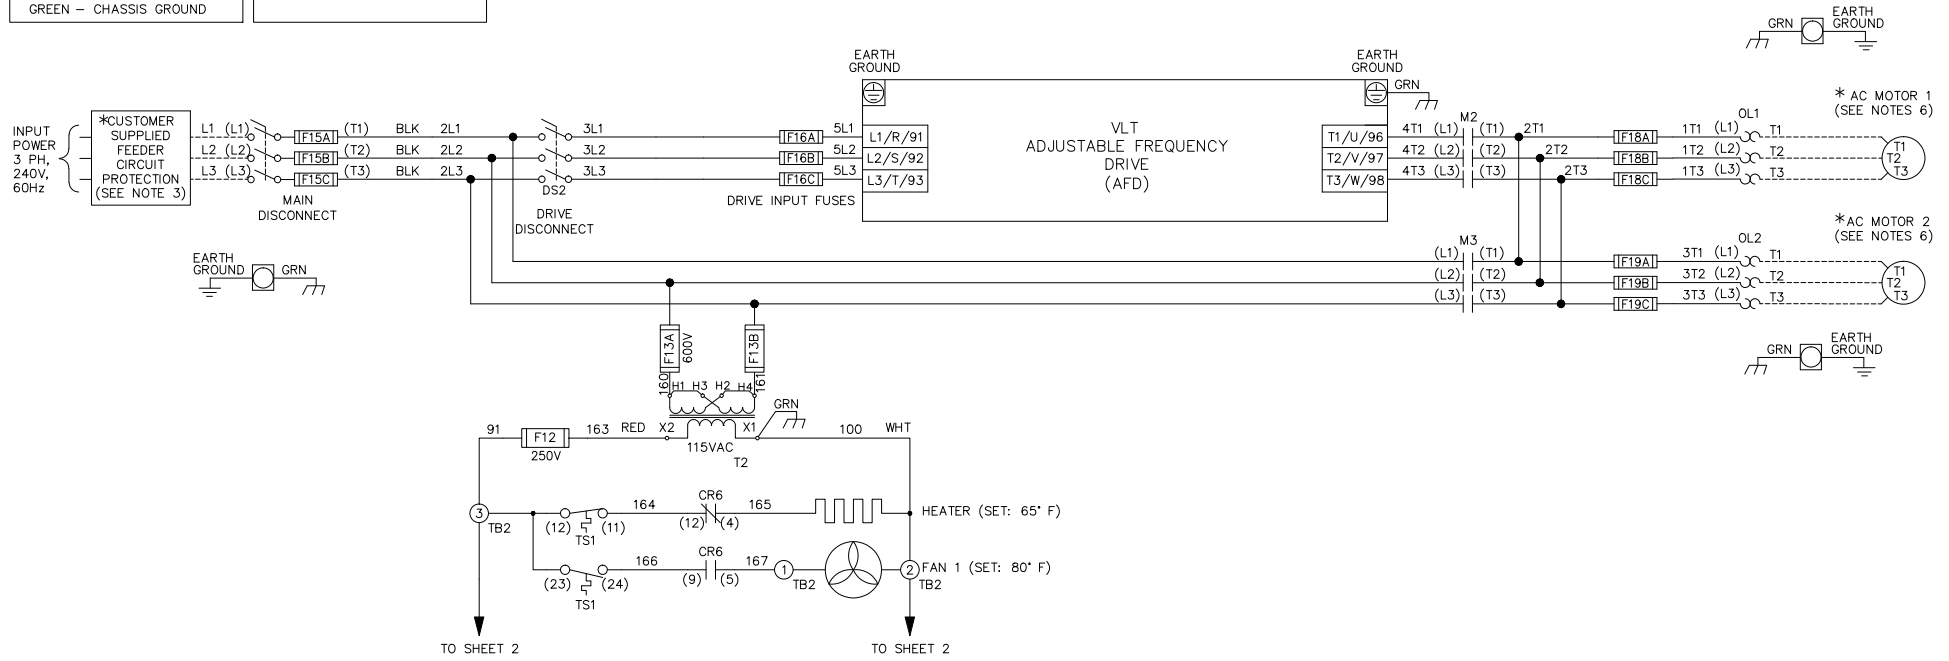 GREEN – CHASSIS GROUND
EARTH
GROUND
GRN
EARTH
GROUND
EARTH
GROUND
GRN
INPUT
POWER
3 PH,
240V,
60Hz
*CUSTOMER
SUPPLIED
FEEDER
CIRCUIT
PROTECTION
(SEE NOTE 3)
L1 (L1) F15A (T1) BLK 2L1
L2 (L2) F15B (T2) BLK 2L2
L3 (L3) F15C (T3) BLK 2L3
MAIN
DISCONNECT
3L1 F16A 5L1 L1/R/91
3L2 F16B 5L2 L2/S/92
3L3 F16C 5L3 L3/T/93
DS2
DRIVE
DISCONNECT
DRIVE INPUT FUSES
VLT
ADJUSTABLE FREQUENCY
DRIVE
(AFD)
M2
T1/U/96 4T1 (L1) (T1) 2T1
T2/V/97 4T2 (L2) (T2) 2T2
T3/W/98 4T3 (L3) (T3) 2T3
OL1
F18A 1T1 (L1) T1
F18B 1T2 (L2) T2
F18C 1T3 (L3) T3
* AC MOTOR 1
(SEE NOTES 6)
T1
T2
T3
EARTH
GROUND
GRN
M3
(L1) (T1)
(L2) (T2)
(L3) (T3)
OL2
F19A 3T1 (L1) T1
F19B 3T2 (L2) T2
F19C 3T3 (L3) T3
*AC MOTOR 2
(SEE NOTES 6)
T1
T2
T3
GRN
EARTH
GROUND
F13A
600V
F13B
160
161
H1 H3 H2 H4
GRN
91 F12 163 RED X2 X1 100 WHT
250V
115VAC
T2
3
TB2
(12) (11)
TS1
164
CR6
(12) (4)
165
HEATER (SET: 65° F)
(23) (24)
TS1
166
CR6
(9) (5)
167
1
TB2
2
TB2
FAN 1 (SET: 80° F)
TO SHEET 2
TO SHEET 2